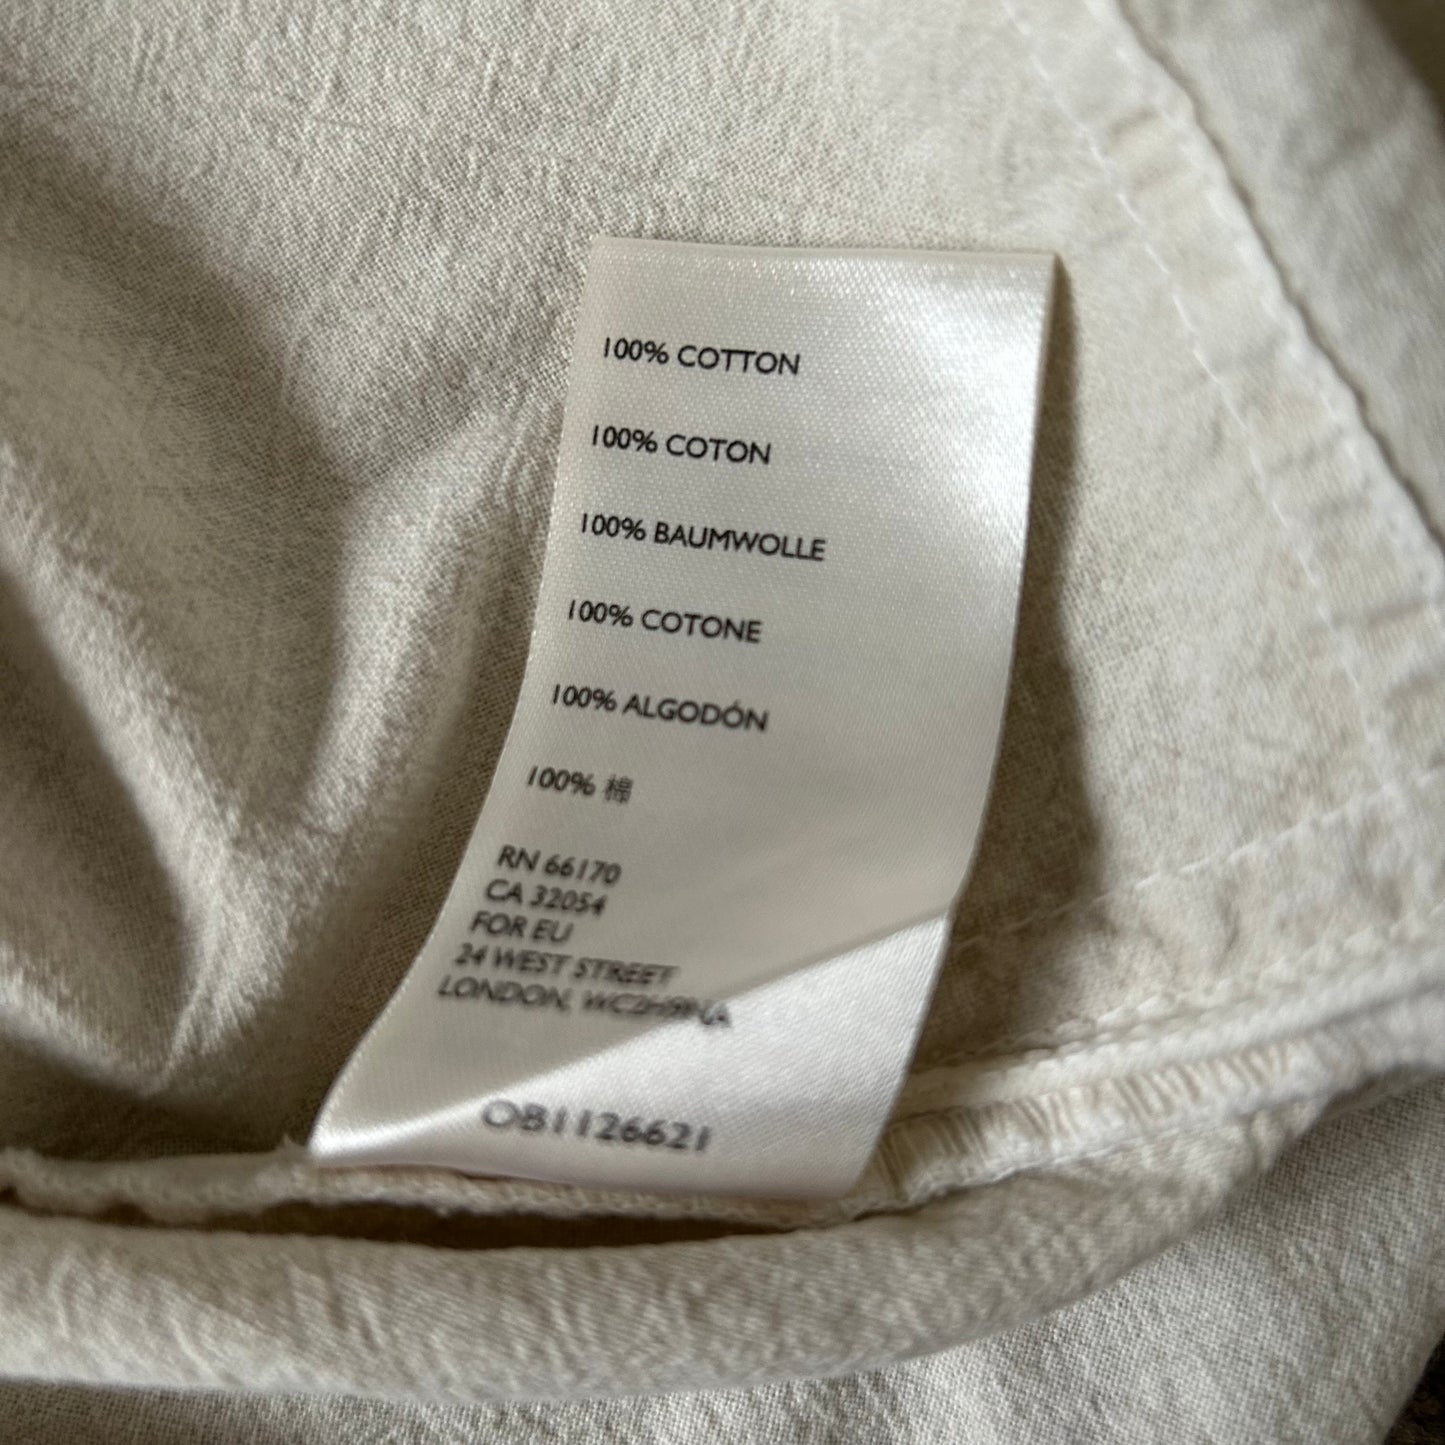 100% COTTON
100% COTON
100% BAUMWOLLE
100% COTONE
100% ALGODÓN
100% 棉
RN 66170
CA 32054
FOR EU
24 WEST STREET
LONDON, WC2H9NA
OB1126621